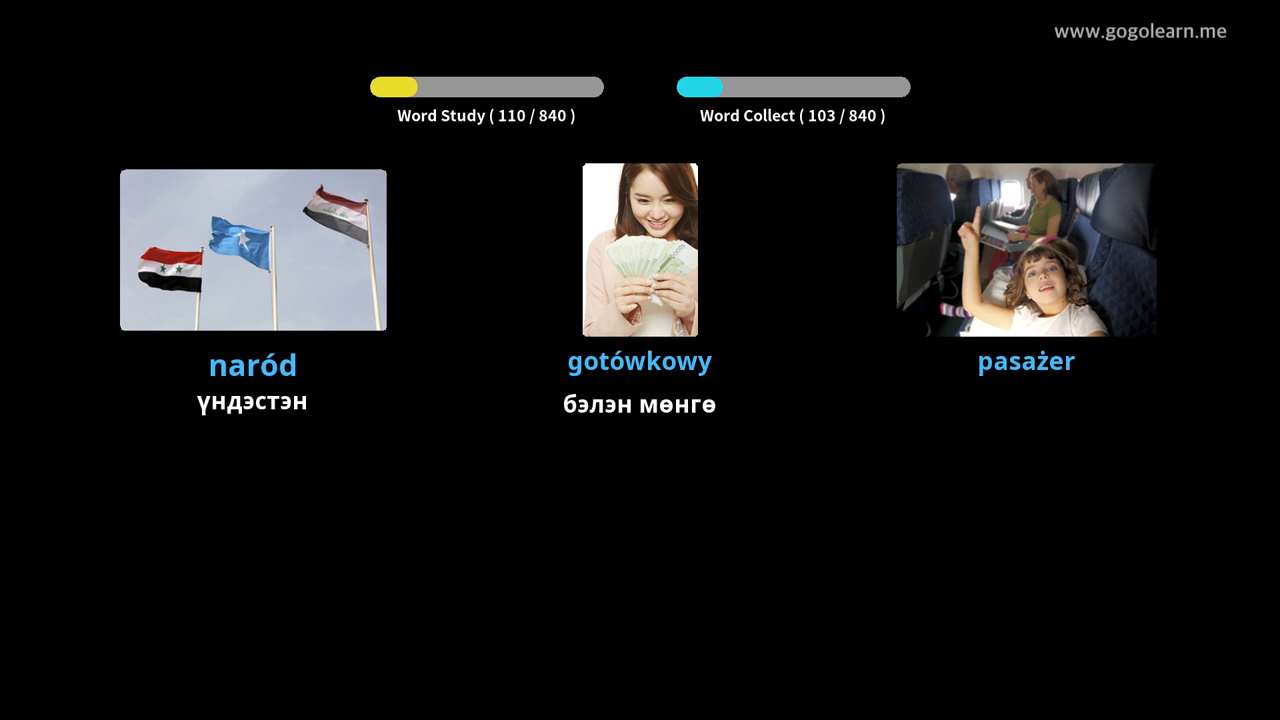 www.gogolearn.me
Word Study ( 110 / 840 )
Word Collect ( 103 / 840 )
naród
үндэстэн
gotówkowy
бэлэн мөнгө
pasażer